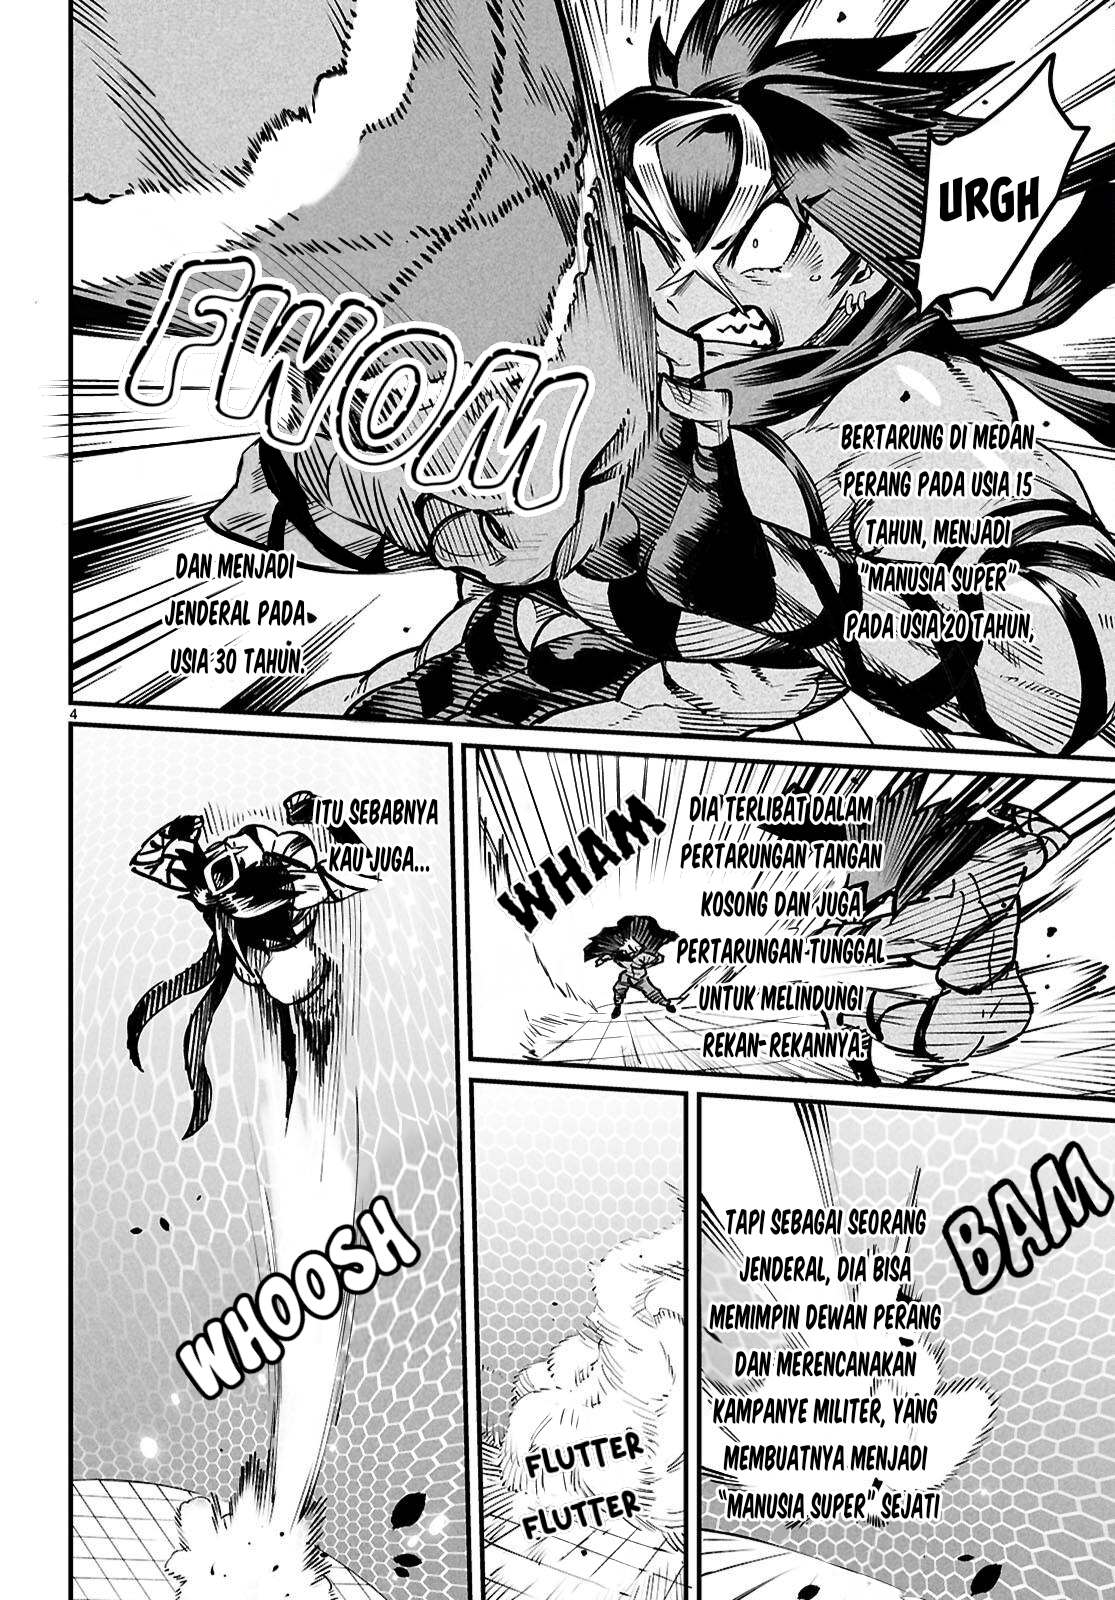 URGH
FWOM
BERTARUNG DI MEDAN
PERANG PADA USIA 15
TAHUN, MENJADI
"MANUSIA SUPER"
PADA USIA 20 TAHUN,
DAN MENJADI
JENDERAL PADA
USIA 30 TAHUN.
4
DIA TERLIBAT DALAM
PERTARUNGAN TANGAN
KOSONG DAN JUGA
PERTARUNGAN TUNGGAL
UNTUK MELINDUNGI
REKAN-REKANNYA.
WHAM
ITU SEBABNYA
KAU JUGA...
WHOOSH
BAM
TAPI SEBAGAI SEORANG
JENDERAL, DIA BISA
MEMIMPIN DEWAN PERANG
DAN MERENCANAKAN
KAMPANYE MILITER, YANG
MEMBUATNYA MENJADI
"MANUSIA SUPER" SEJATI
FLUTTER
FLUTTER